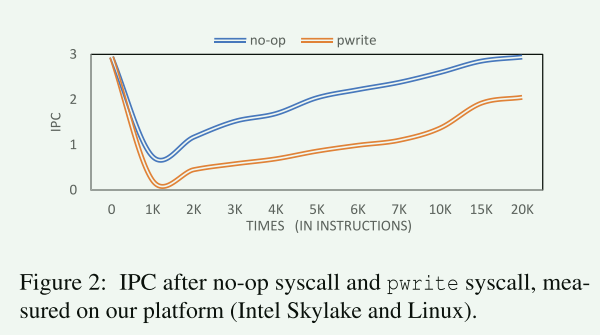 no-op pwrite
3
2
1
0
IPC
0 1K 2K 3K 4K 5K 6K 7K 10K 15K 20K
TIMES (IN INSTRUCTIONS)
Figure 2: IPC after no-op syscall and pwrite syscall, mea-
sured on our platform (Intel Skylake and Linux).